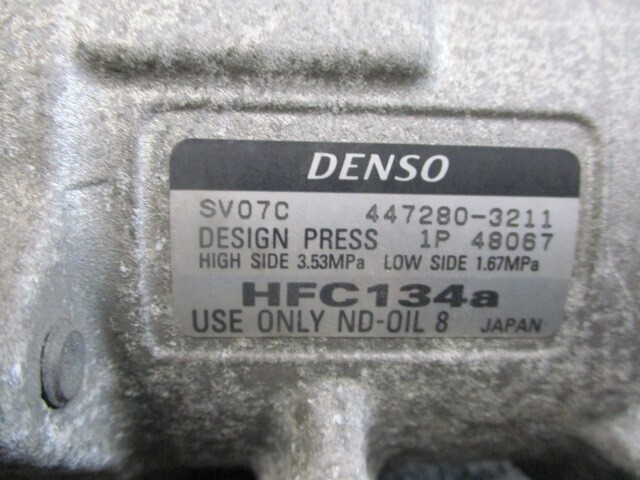 DENSO
SV07C 447280-3211
DESIGN PRESS 1P 48067
HIGH SIDE 3.53MPa LOW SIDE 1.67MPa
HFC134a
USE ONLY ND-OIL 8 JAPAN